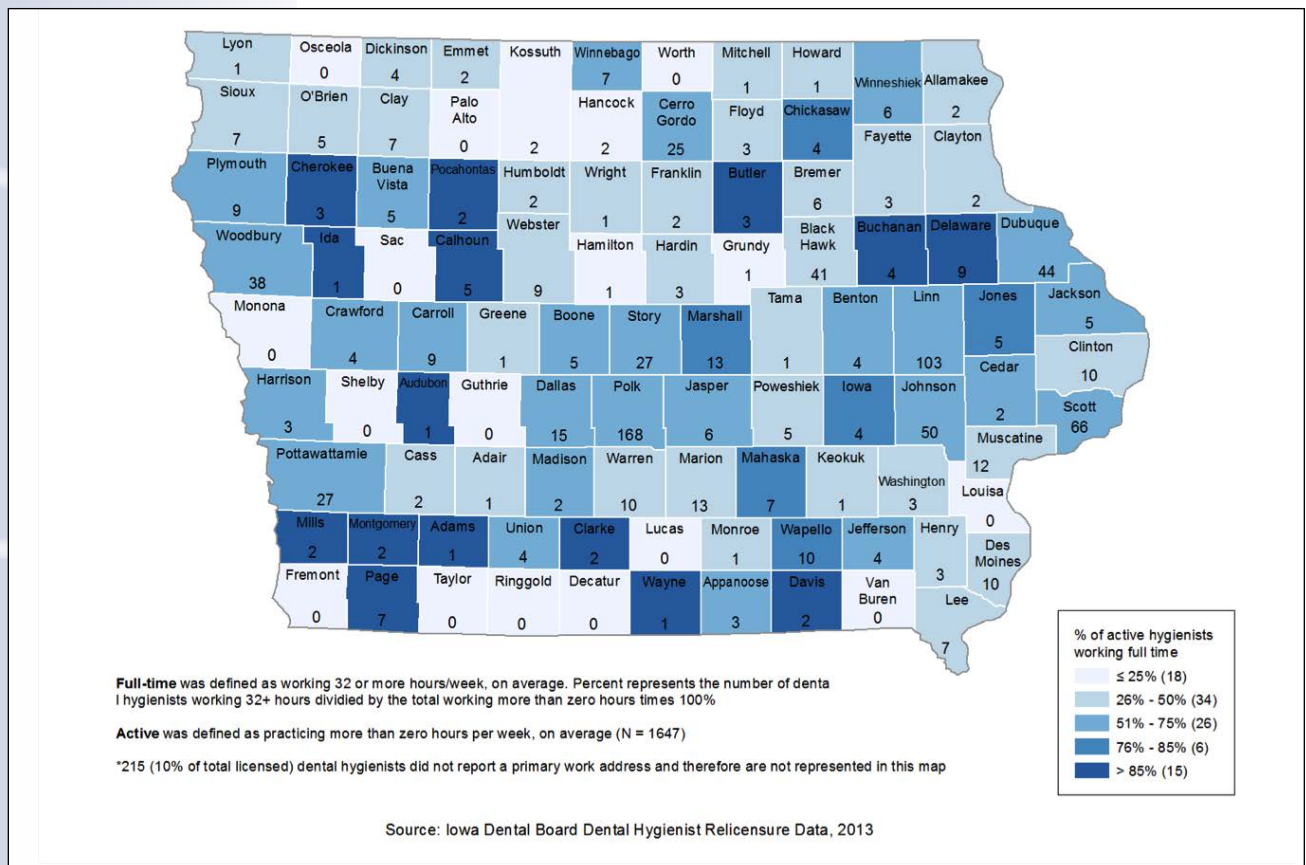 Lyon
1
Osceola
0
Dickinson
4
Emmet
2
Kossuth
2
Winnebago
7
Worth
0
Mitchell
1
Howard
1
Winneshiek
6
Allamakee
2
Sioux
7
O'Brien
5
Clay
7
Palo
Alto
0
Hancock
2
Cerro
Gordo
25
Floyd
3
Chickasaw
4
Fayette
3
Clayton
2
Plymouth
9
Cherokee
3
Buena
Vista
5
Pocahontas
2
Humboldt
2
Wright
1
Franklin
2
Butler
3
Bremer
6
Woodbury
38
Ida
1
Sac
0
Calhoun
5
Webster
9
Hamilton
1
Hardin
3
Grundy
1
Black
Hawk
41
Buchanan
4
Delaware
9
Dubuque
44
Monona
0
Crawford
4
Carroll
9
Greene
1
Boone
5
Story
27
Marshall
13
Tama
1
Benton
4
Linn
103
Jones
5
Jackson
5
Clinton
10
Harrison
3
Shelby
0
Audubon
1
Guthrie
0
Dallas
15
Polk
168
Jasper
6
Poweshiek
5
Iowa
4
Johnson
50
Cedar
2
Scott
66
Muscatine
12
Pottawattamie
27
Cass
2
Adair
1
Madison
2
Warren
10
Marion
13
Mahaska
7
Keokuk
1
Washington
3
Louisa
0
Mills
2
Montgomery
2
Adams
1
Union
4
Clarke
2
Lucas
0
Monroe
1
Wapello
10
Jefferson
4
Henry
3
Des
Moines
10
Fremont
0
Page
7
Taylor
0
Ringgold
0
Decatur
0
Wayne
1
Appanoose
3
Davis
2
Van
Buren
0
Lee
7
% of active hygienists
working full time
≤ 25% (18)
26% - 50% (34)
51% - 75% (26)
76% - 85% (6)
> 85% (15)
Full-time was defined as working 32 or more hours/week, on average. Percent represents the number of denta
l hygienists working 32+ hours divided by the total working more than zero hours times 100%
Active was defined as practicing more than zero hours per week, on average (N = 1647)
*215 (10% of total licensed) dental hygienists did not report a primary work address and therefore are not represented in this map
Source: Iowa Dental Board Dental Hygienist Relicensure Data, 2013